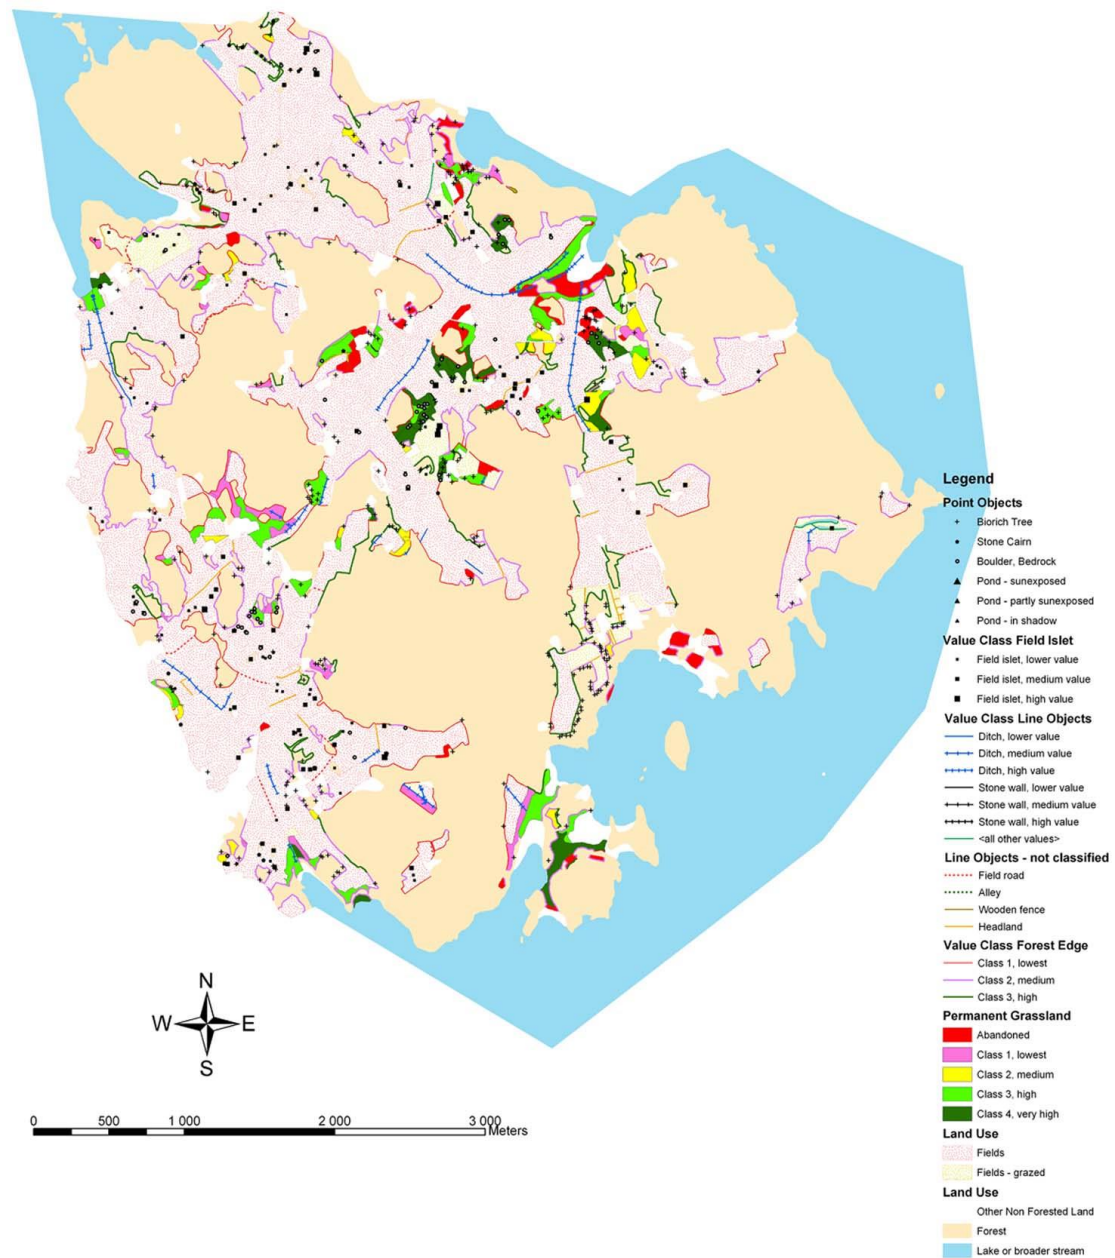 Legend
Point Objects
Biorich Tree
Stone Cairn
Boulder, Bedrock
Pond - sunexposed
Pond - partly sunexposed
Pond - in shadow
Value Class Field Islet
Field islet, lower value
Field islet, medium value
Field islet, high value
Value Class Line Objects
Ditch, lower value
Ditch, medium value
Ditch, high value
Stone wall, lower value
Stone wall, medium value
Stone wall, high value
<all other values>
Line Objects - not classified
Field road
Alley
Wooden fence
Headland
Value Class Forest Edge
Class 1, lowest
Class 2, medium
Class 3, high
Permanent Grassland
Abandoned
Class 1, lowest
Class 2, medium
Class 3, high
Class 4, very high
Land Use
Fields
Fields - grazed
Land Use
Other Non Forested Land
Forest
Lake or broader stream
N
W E
S
0 500 1 000 2 000 3 000
Meters